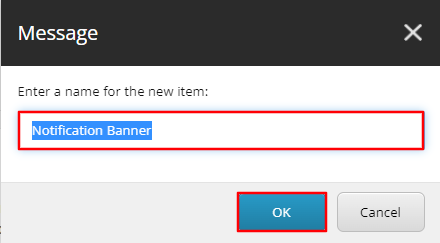 Message
Enter a name for the new item:
Notification Banner
OK
Cancel